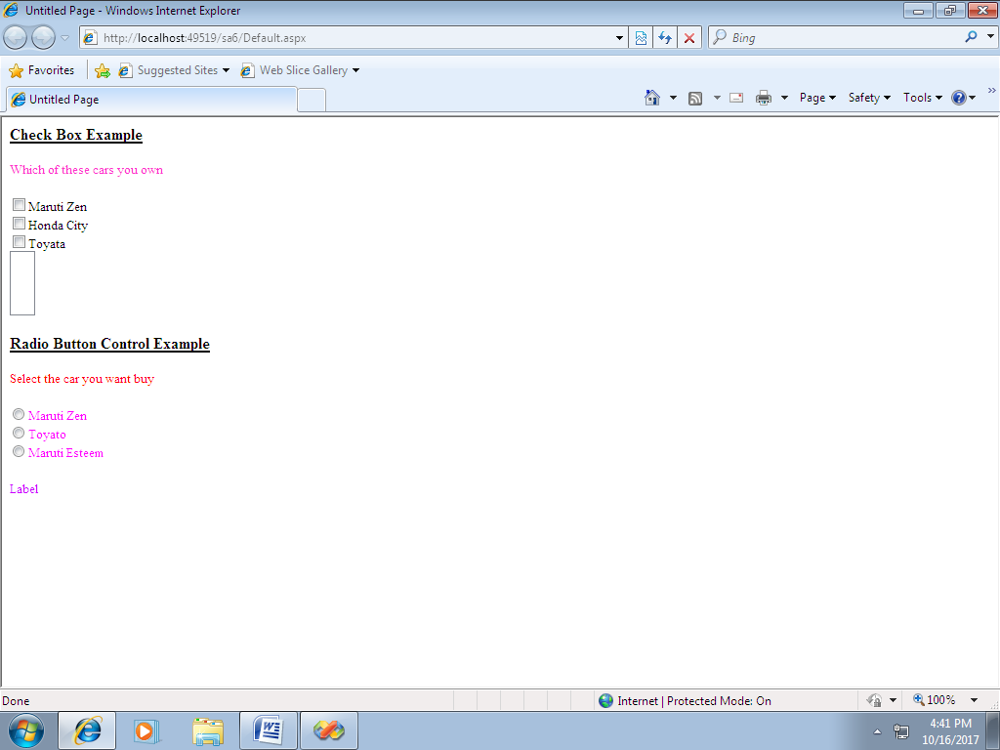 Untitled Page - Windows Internet Explorer
http://localhost:49519/sa6/Default.aspx
Bing
Favorites
Suggested Sites
Web Slice Gallery
Untitled Page
Page
Safety
Tools
Check Box Example
Which of these cars you own
Maruti Zen
Honda City
Toyata
Radio Button Control Example
Select the car you want buy
Maruti Zen
Toyato
Maruti Esteem
Label
Done
Internet | Protected Mode: On
100%
4:41 PM
10/16/2017